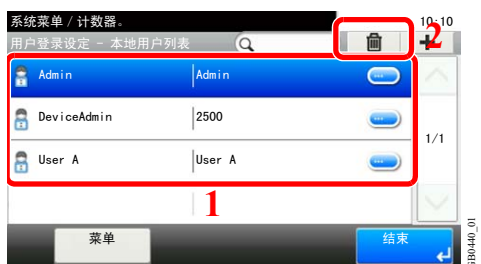 系统菜单 / 计数器。 10:10
用户登录设定 - 本地用户列表 2
Admin Admin
DeviceAdmin 2500
1/1
User A User A
1
菜单 结束